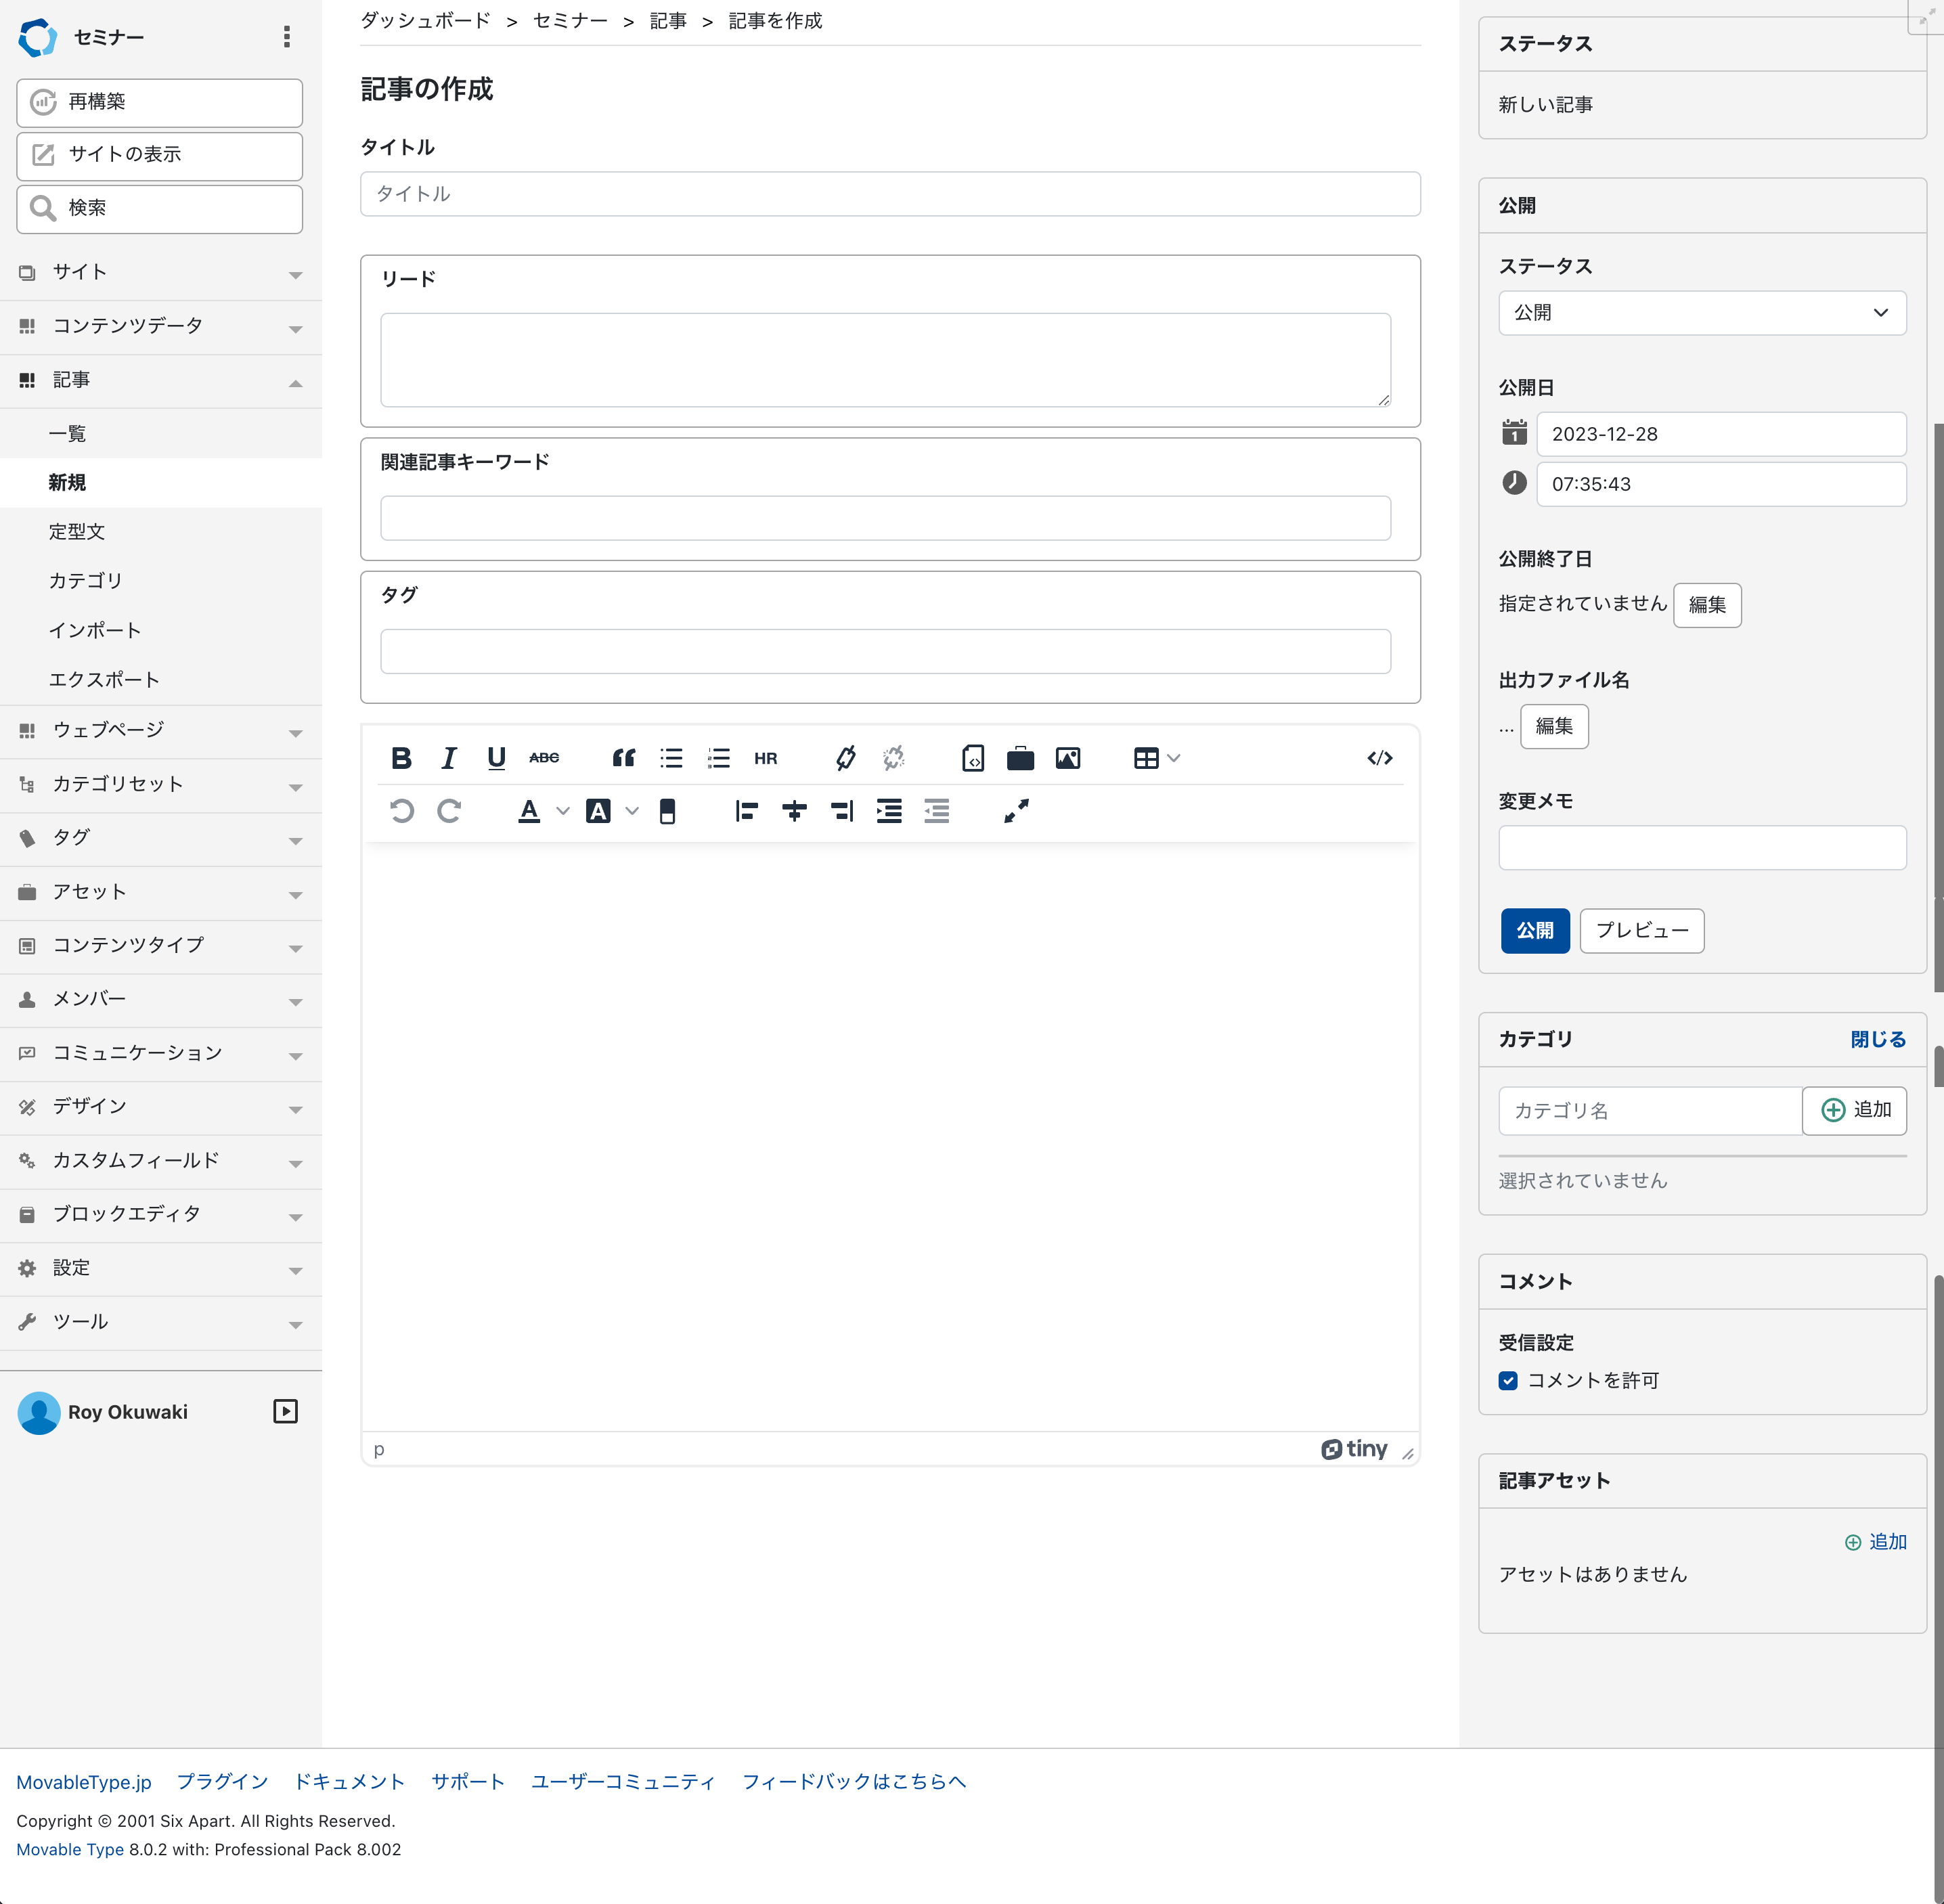 セミナー
再構築
サイトの表示
検索
サイト
コンテンツデータ
記事
一覧
新規
定型文
カテゴリ
インポート
エクスポート
ウェブページ
カテゴリセット
タグ
アセット
コンテンツタイプ
メンバー
コミュニケーション
デザイン
カスタムフィールド
ブロックエディタ
設定
ツール
Roy Okuwaki
ダッシュボード > セミナー > 記事 > 記事を作成
記事の作成
タイトル
タイトル
リード
関連記事キーワード
タグ
B I U ABC HR
A A
p
tiny
ステータス
新しい記事
公開
ステータス
公開
公開日
1 2023-12-28
07:35:43
公開終了日
指定されていません 編集
出力ファイル名
... 編集
変更メモ
公開 プレビュー
カテゴリ 閉じる
カテゴリ名 追加
選択されていません
コメント
受信設定
コメントを許可
記事アセット
追加
アセットはありません
MovableType.jp プラグイン ドキュメント サポート ユーザーコミュニティ フィードバックはこちらへ
Copyright © 2001 Six Apart. All Rights Reserved.
Movable Type 8.0.2 with: Professional Pack 8.002